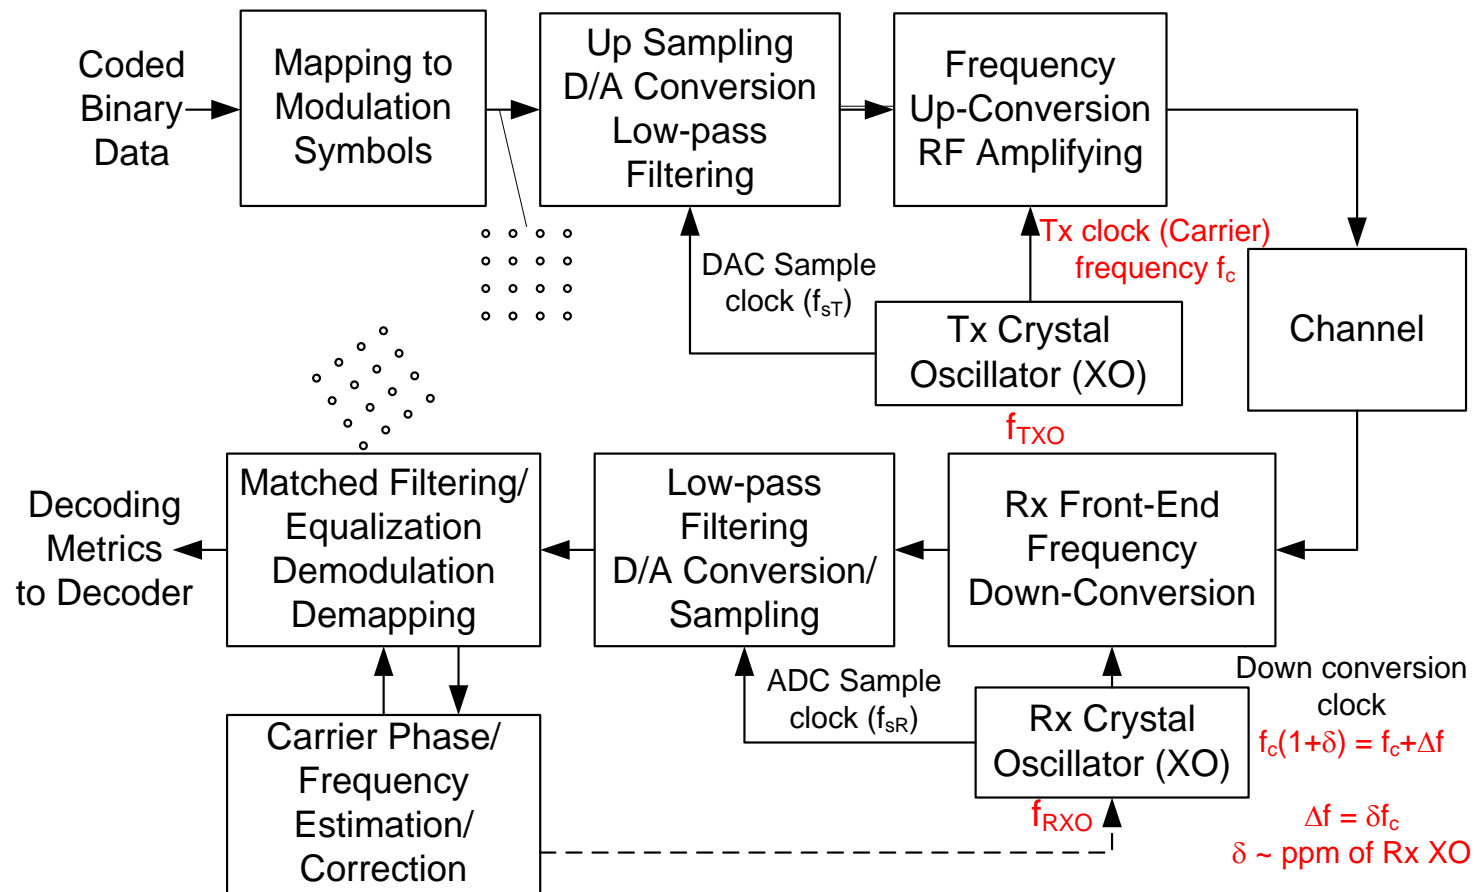 Coded
Binary
Data
Mapping to
Modulation
Symbols
Up Sampling
D/A Conversion
Low-pass
Filtering
Frequency
Up-Conversion
RF Amplifying
DAC Sample
clock (fsT)
Tx clock (Carrier)
frequency fc
Tx Crystal
Oscillator (XO)
fTXO
Channel
Decoding
Metrics
to Decoder
Matched Filtering/
Equalization
Demodulation
Demapping
Low-pass
Filtering
D/A Conversion/
Sampling
Rx Front-End
Frequency
Down-Conversion
Carrier Phase/
Frequency
Estimation/
Correction
ADC Sample
clock (fsR)
Rx Crystal
Oscillator (XO)
fRXO
Down conversion
clock
fc(1+δ) = fc+Δf
Δf = δfc
δ ~ ppm of Rx XO